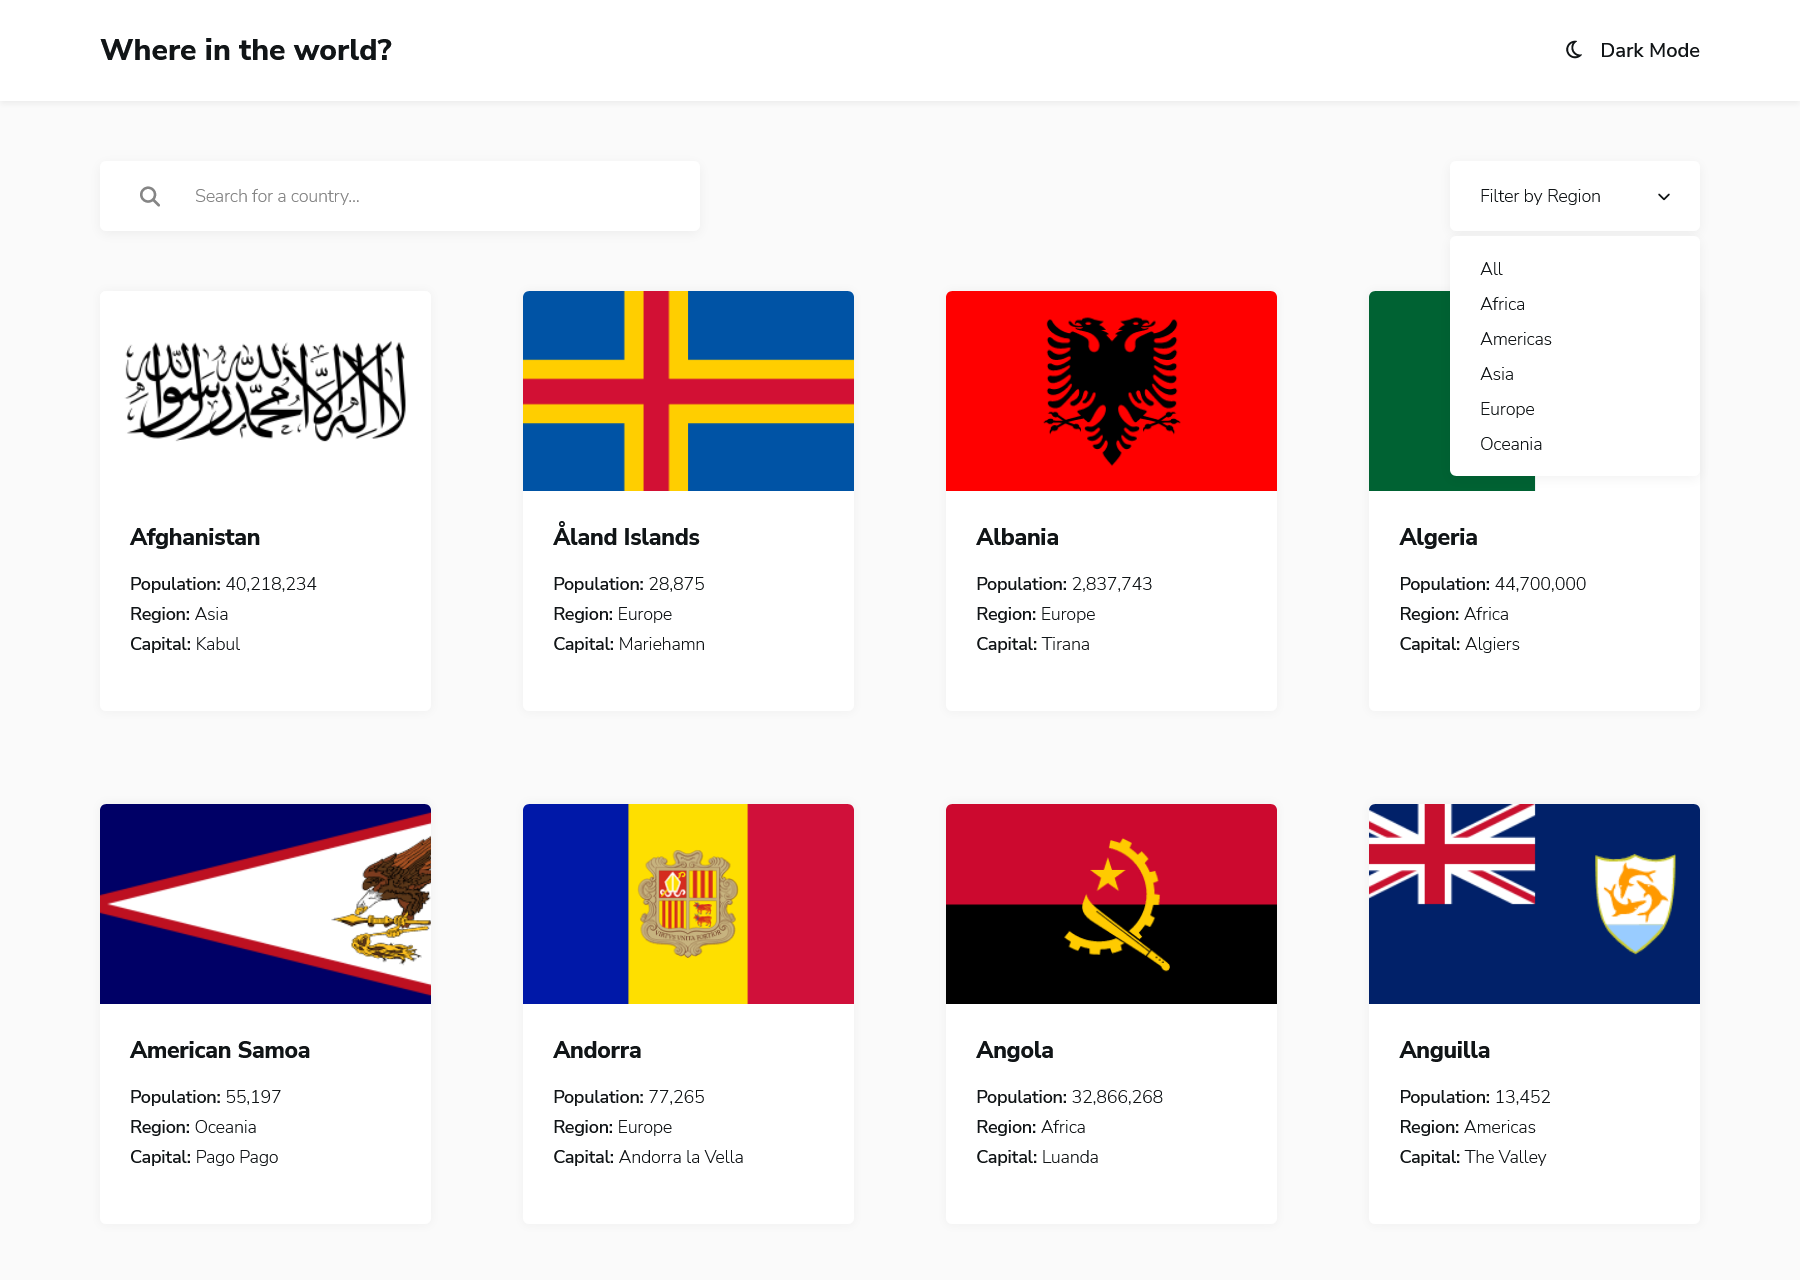 Where in the world?
Dark Mode
Search for a country...
Filter by Region
All
Africa
Americas
Asia
Europe
Oceania
لا إله إلا الله محمد رسول الله
Afghanistan
Population: 40,218,234
Region: Asia
Capital: Kabul
Åland Islands
Population: 28,875
Region: Europe
Capital: Mariehamn
Albania
Population: 2,837,743
Region: Europe
Capital: Tirana
Algeria
Population: 44,700,000
Region: Africa
Capital: Algiers
American Samoa
Population: 55,197
Region: Oceania
Capital: Pago Pago
VIRTVS VNITA FORTIOR
Andorra
Population: 77,265
Region: Europe
Capital: Andorra la Vella
Angola
Population: 32,866,268
Region: Africa
Capital: Luanda
Anguilla
Population: 13,452
Region: Americas
Capital: The Valley